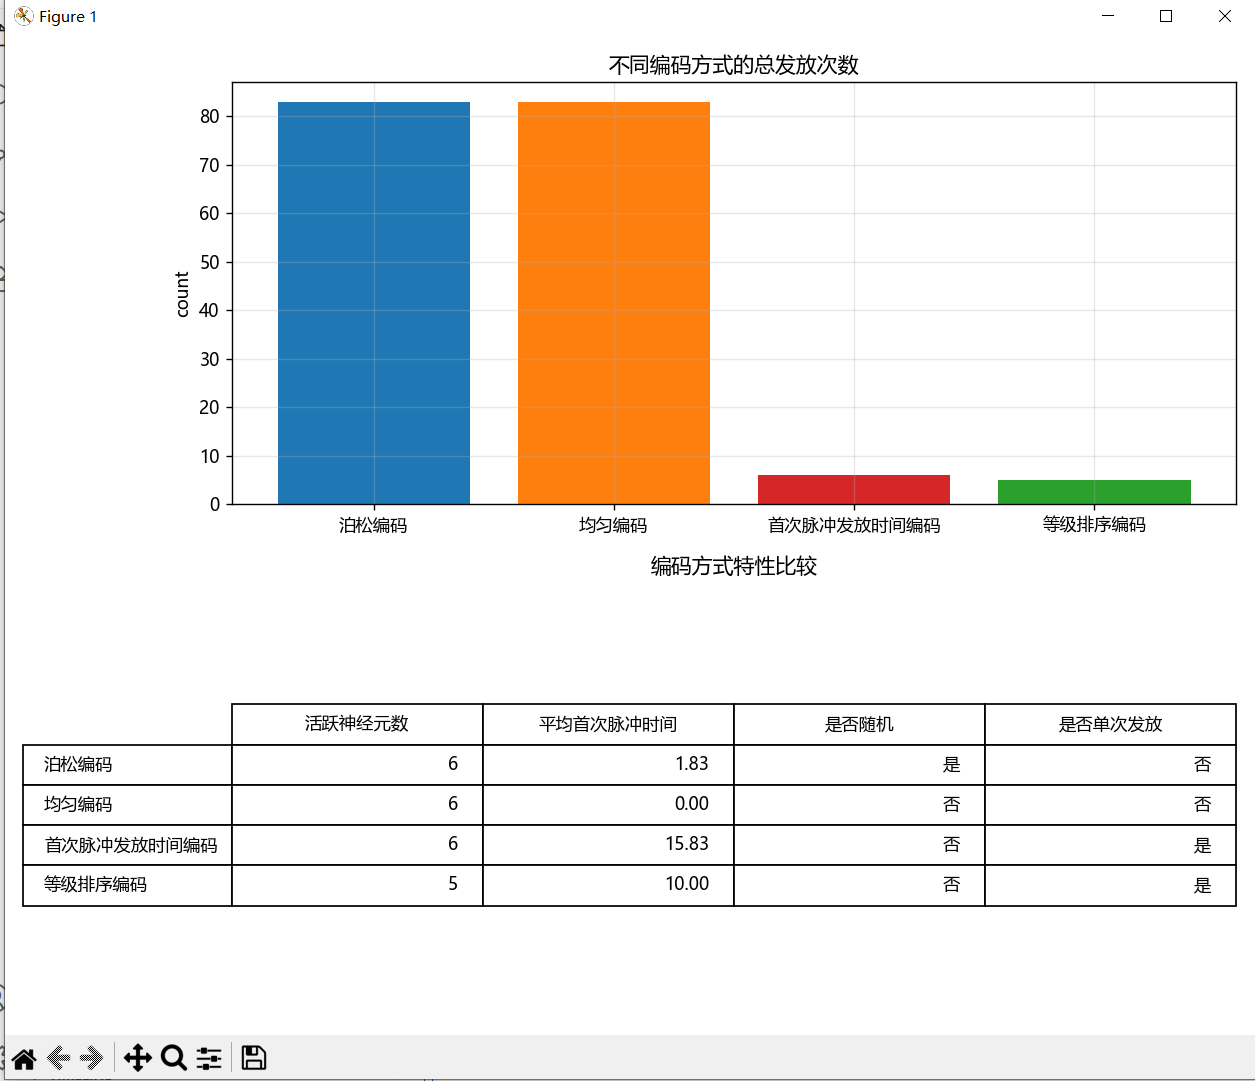 Figure 1
不同编码方式的总发放次数
80
70
60
50
40
30
20
10
0
count
泊松编码 均匀编码 首次脉冲发放时间编码 等级排序编码
编码方式特性比较
活跃神经元数 平均首次脉冲时间 是否随机 是否单次发放
泊松编码 6 1.83 是 否
均匀编码 6 0.00 否 否
首次脉冲发放时间编码 6 15.83 否 是
等级排序编码 5 10.00 否 是